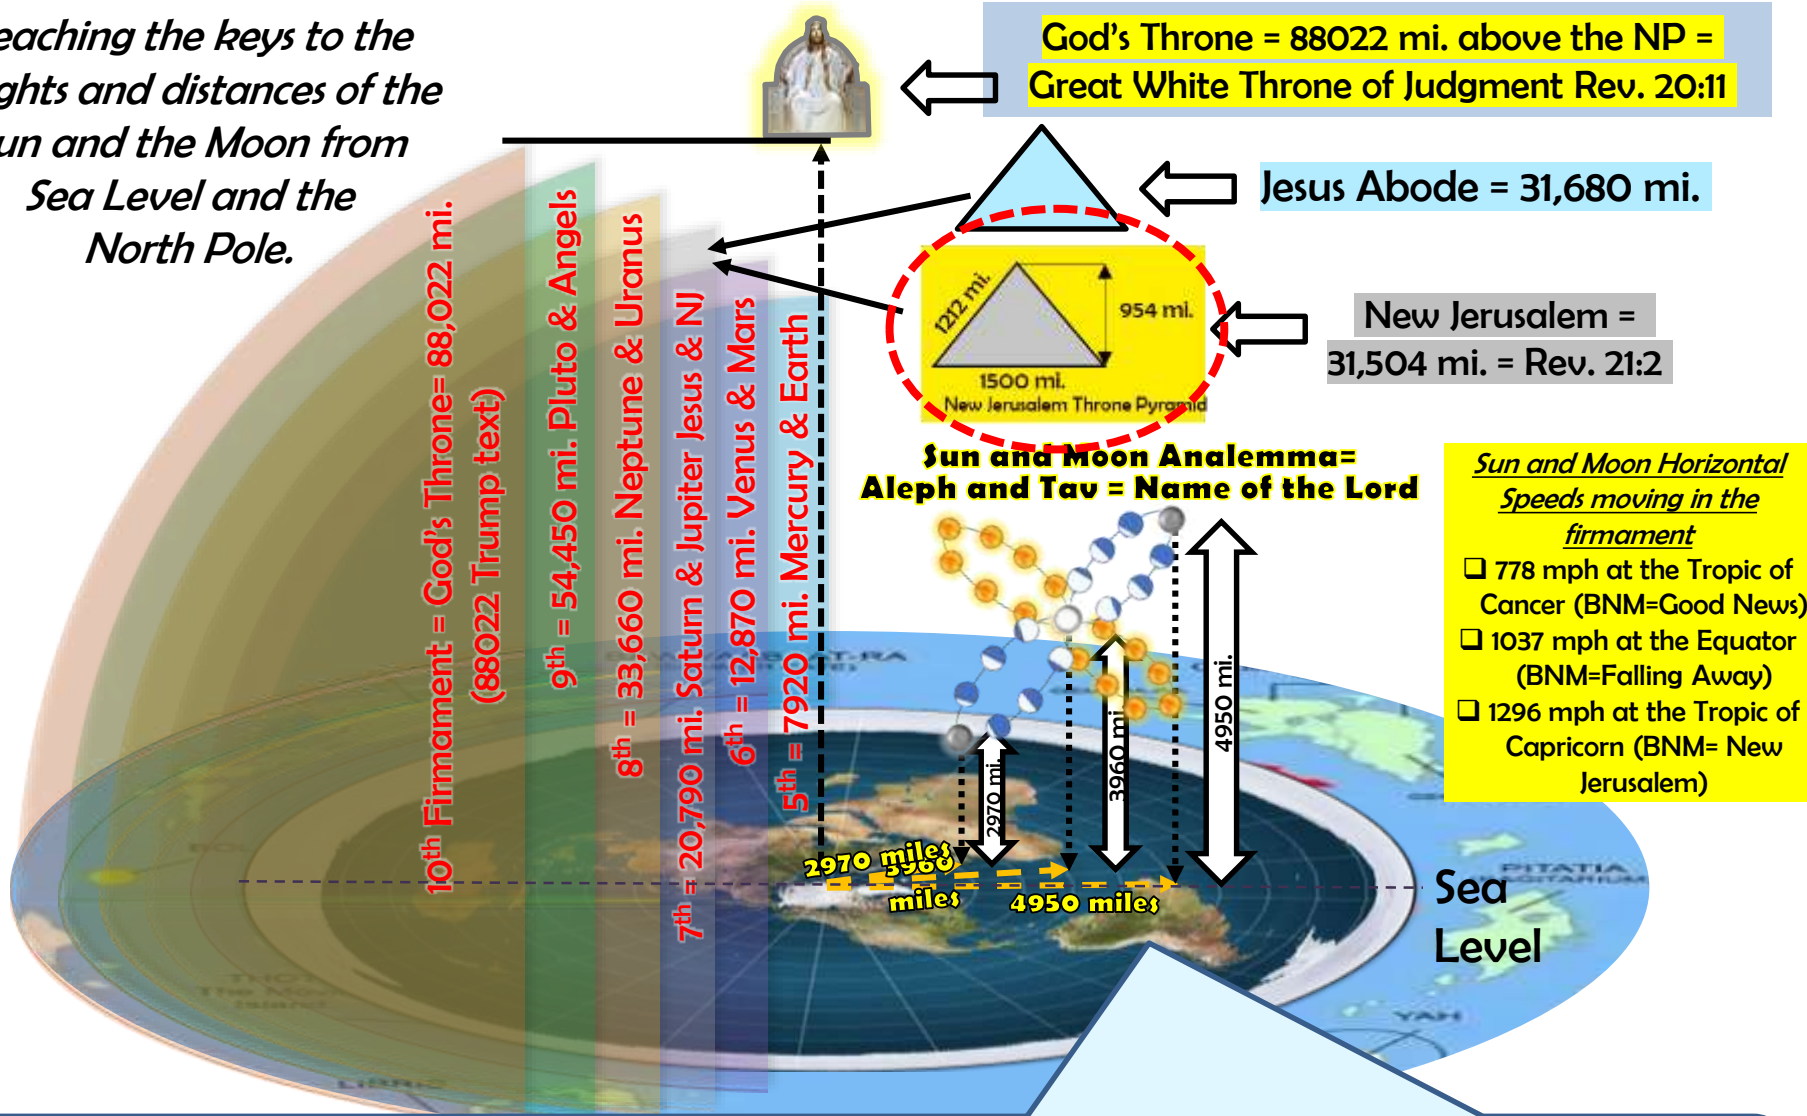 eaching the keys to the
ghts and distances of the
un and the Moon from
Sea Level and the
North Pole.
God's Throne = 88022 mi. above the NP =
Great White Throne of Judgment Rev. 20:11
Jesus Abode = 31,680 mi.
1212 mi.
954 mi.
1500 mi.
New Jerusalem Throne Pyramid
New Jerusalem =
31,504 mi. = Rev. 21:2
10th Firmament = God's Throne= 88,022 mi.
(88022 Trump text)
9th = 54,450 mi. Pluto & Angels
8th = 33,660 mi. Neptune & Uranus
7th = 20,790 mi. Saturn & Jupiter Jesus & NJ
6th = 12,870 mi. Venus & Mars
5th = 7920 mi. Mercury & Earth
Sun and Moon Analemma=
Aleph and Tav = Name of the Lord
Sun and Moon Horizontal
Speeds moving in the
firmament
❑ 778 mph at the Tropic of
Cancer (BNM=Good News)
❑ 1037 mph at the Equator
(BNM=Falling Away)
❑ 1296 mph at the Tropic of
Capricorn (BNM= New
Jerusalem)
2970 mi.
3960 mi.
4950 mi.
2970 miles
3960
miles
4950 miles
Sea
Level
PITATIA
YAH
LIBRIC
The Moon
Island